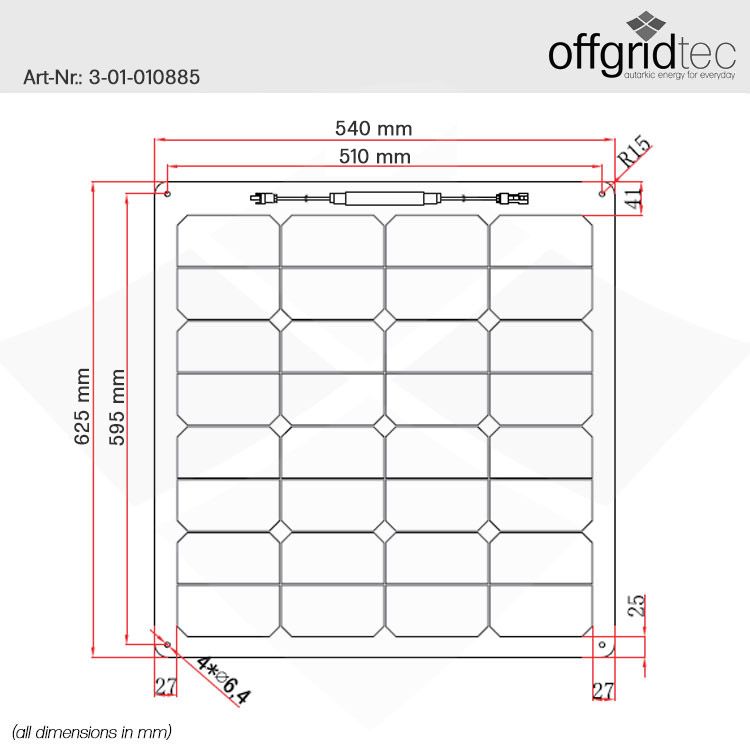 offgridtec
autarkic energy for everyday
Art-Nr.: 3-01-010885
540 mm
510 mm
R15
41
625 mm
595 mm
25
27
4*⌀6,4
27
(all dimensions in mm)